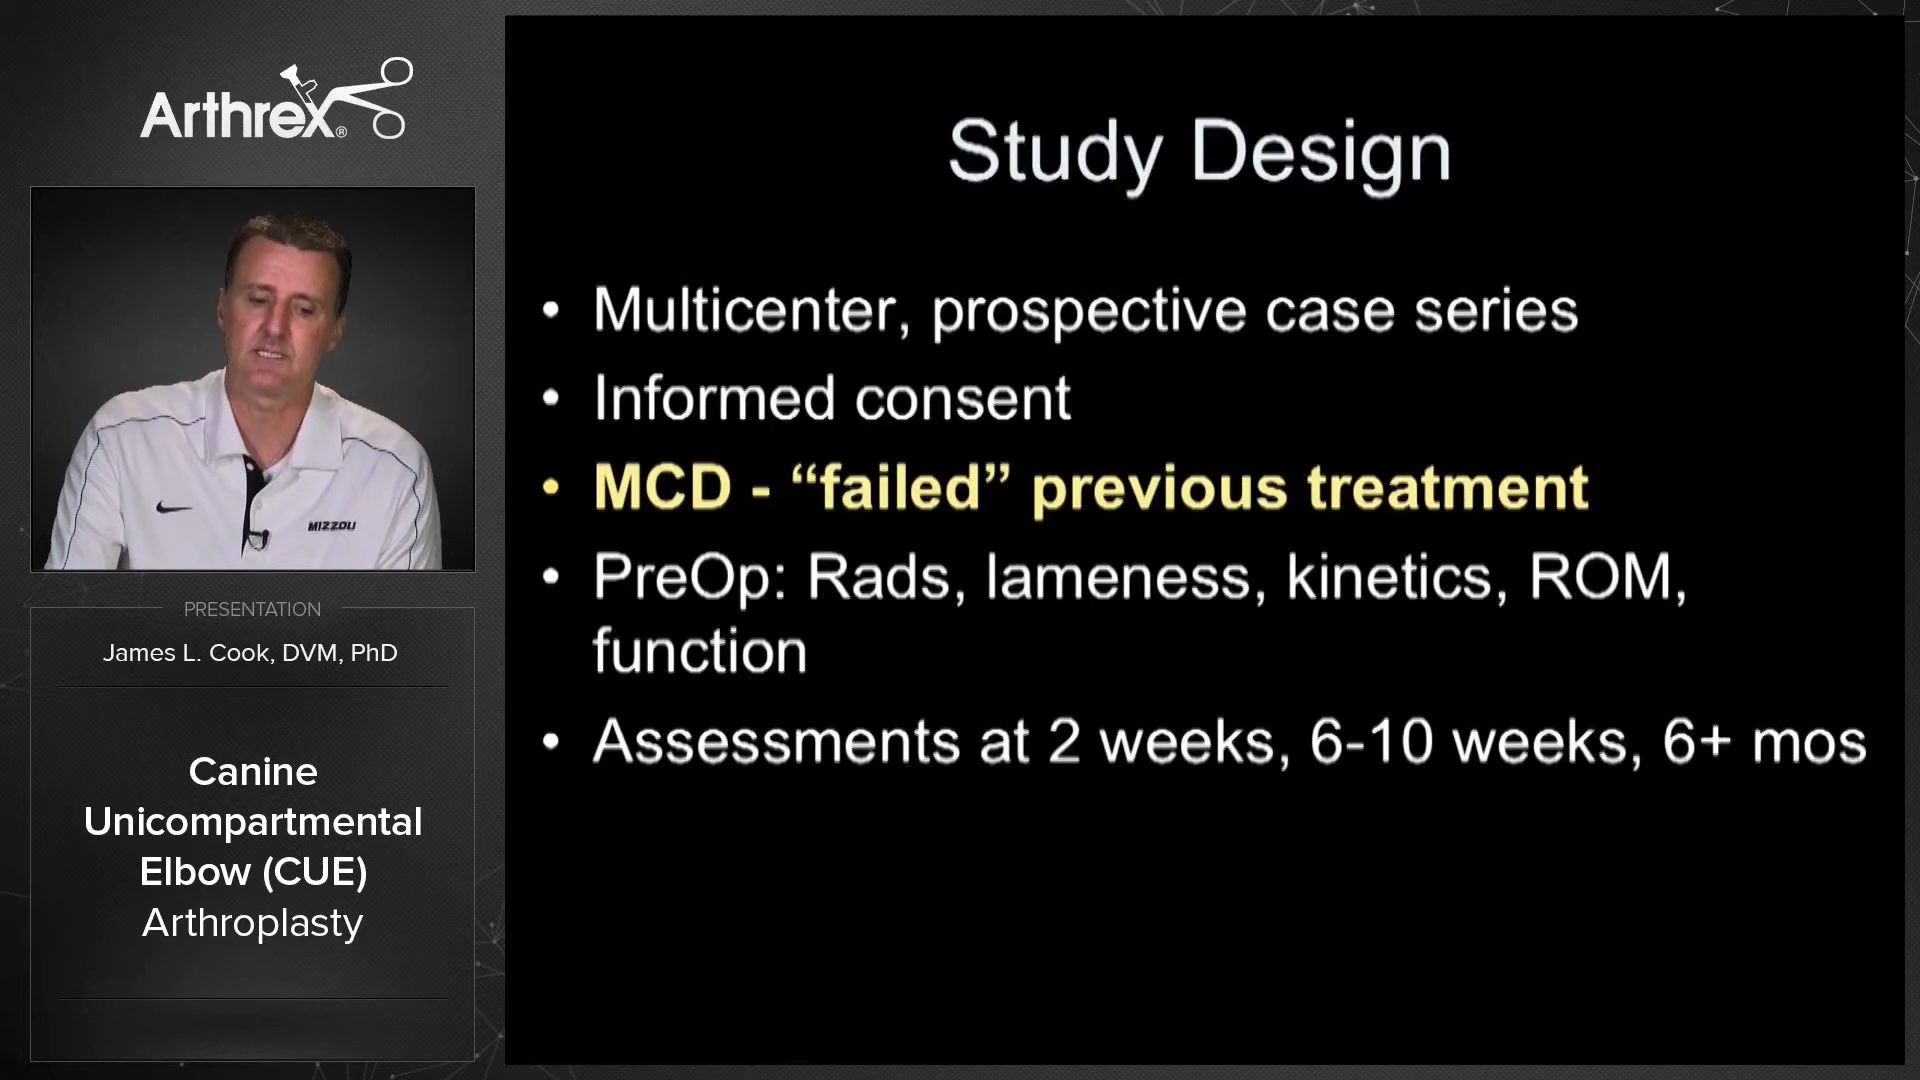 Arthrex®
MIZZOU
PRESENTATION
James L. Cook, DVM, PhD
Canine
Unicompartmental
Elbow (CUE)
Arthroplasty
Study Design
• Multicenter, prospective case series
• Informed consent
• MCD - “failed” previous treatment
• PreOp: Rads, lameness, kinetics, ROM,
function
• Assessments at 2 weeks, 6-10 weeks, 6+ mos